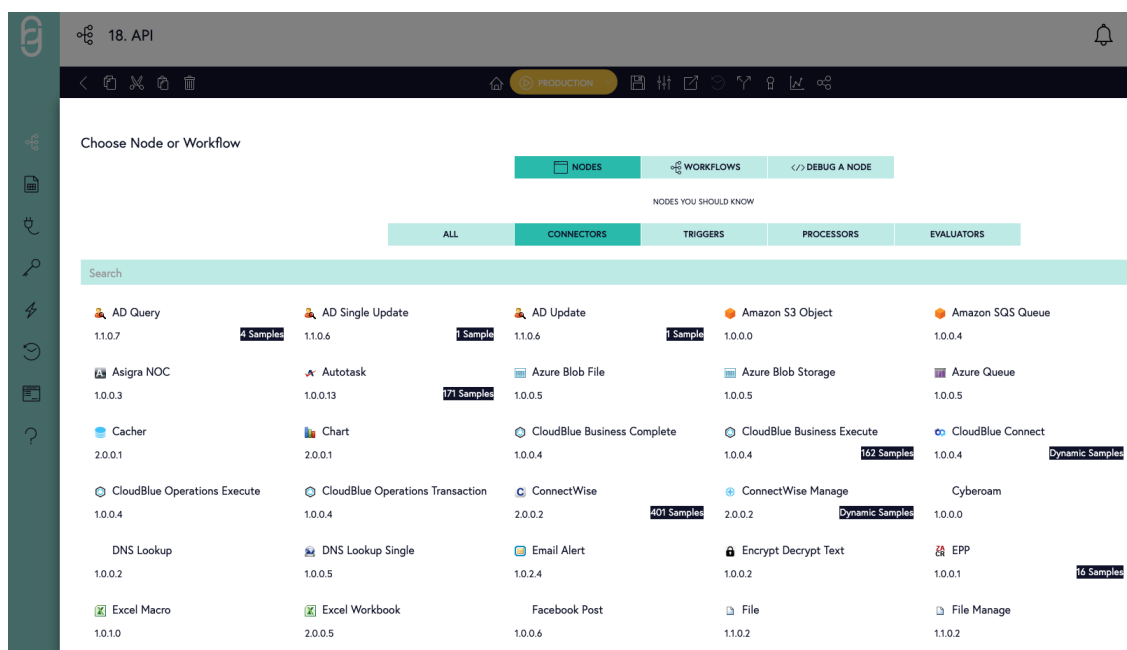 18. API
PRODUCTION
Choose Node or Workflow
NODES
WORKFLOWS
</> DEBUG A NODE
NODES YOU SHOULD KNOW
ALL
CONNECTORS
TRIGGERS
PROCESSORS
EVALUATORS
Search
AD Query
1.1.0.7
4 Samples
AD Single Update
1.1.0.6
1 Sample
AD Update
1.1.0.6
1 Sample
Amazon S3 Object
1.0.0.0
Amazon SQS Queue
1.0.0.4
Asigra NOC
1.0.0.3
Autotask
1.0.0.13
171 Samples
Azure Blob File
1.0.0.5
Azure Blob Storage
1.0.0.5
Azure Queue
1.0.0.5
Cacher
2.0.0.1
Chart
2.0.0.1
CloudBlue Business Complete
1.0.0.4
CloudBlue Business Execute
1.0.0.4
162 Samples
CloudBlue Connect
1.0.0.4
Dynamic Samples
CloudBlue Operations Execute
1.0.0.4
CloudBlue Operations Transaction
1.0.0.4
ConnectWise
2.0.0.2
401 Samples
ConnectWise Manage
2.0.0.2
Dynamic Samples
Cyberoam
1.0.0.0
DNS Lookup
1.0.0.2
DNS Lookup Single
1.0.0.5
Email Alert
1.0.2.4
Encrypt Decrypt Text
1.0.0.2
EPP
1.0.0.1
16 Samples
Excel Macro
1.0.1.0
Excel Workbook
2.0.0.5
Facebook Post
1.0.0.6
File
1.1.0.2
File Manage
1.1.0.2